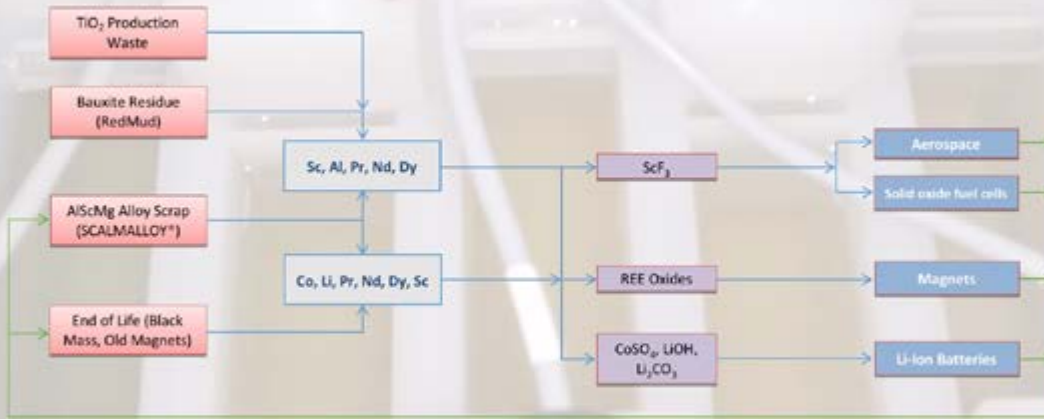 TiO₂ Production
Waste
Bauxite Residue
(RedMud)
Sc, Al, Pr, Nd, Dy
ScF₃
Aerospace
Solid oxide fuel cells
AlScMg Alloy Scrap
(SCALMALLOY®)
Co, Li, Pr, Nd, Dy, Sc
REE Oxides
Magnets
End of Life (Black
Mass, Old Magnets)
CoSO₄, LiOH,
Li₂CO₃
Li-Ion Batteries